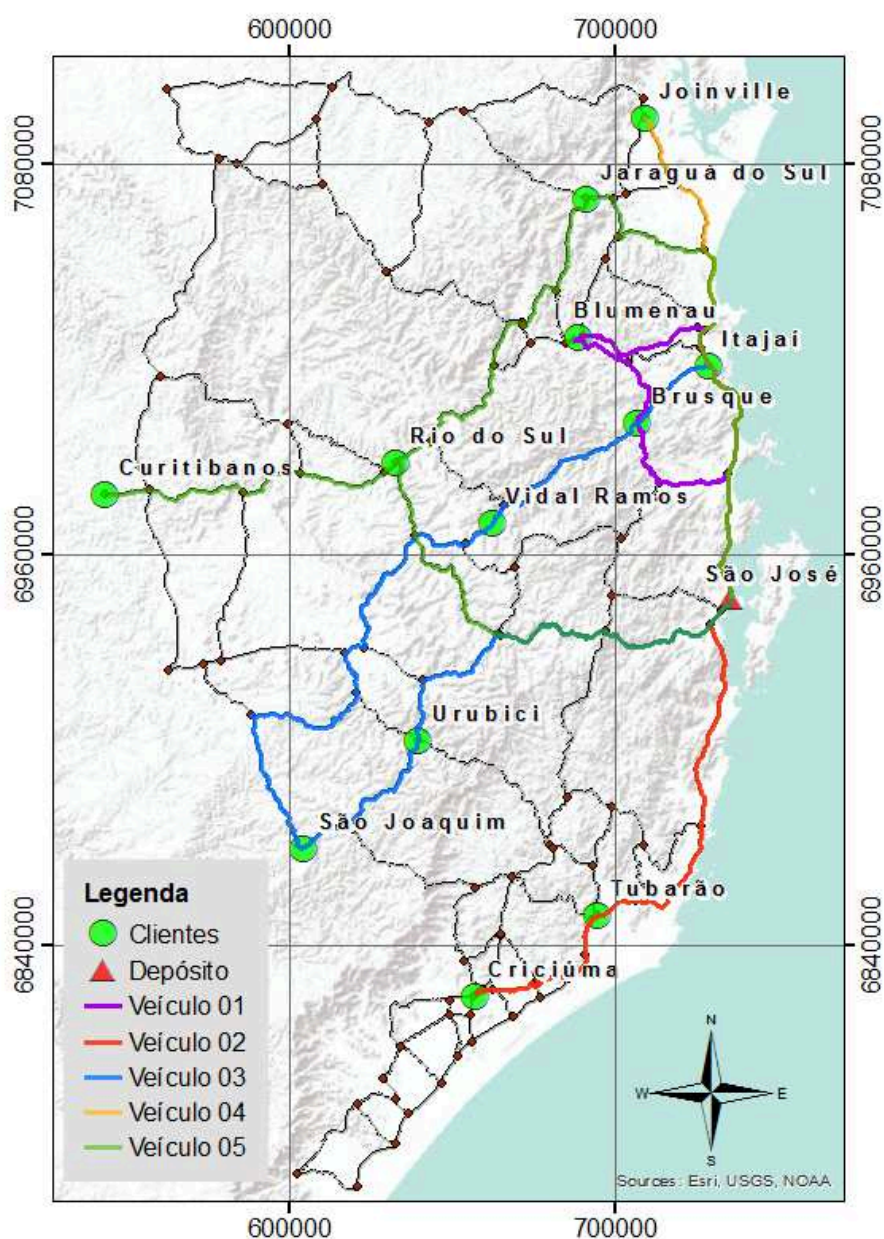 600000 700000
Joinville
7080000 7080000
Jaraguá do Sul
Blumenau
Itajaí
Brusque
Rio do Sul
Curitibanos
Vidal Ramos
6960000 6960000
São José
Urubici
São Joaquim
Legenda
Tubarão
Clientes
6840000 6840000
Depósito
Criciúma
Veículo 01
Veículo 02
Veículo 03
Veículo 04
Veículo 05
N
W E
S
Sources: Esri, USGS, NOAA
600000 700000